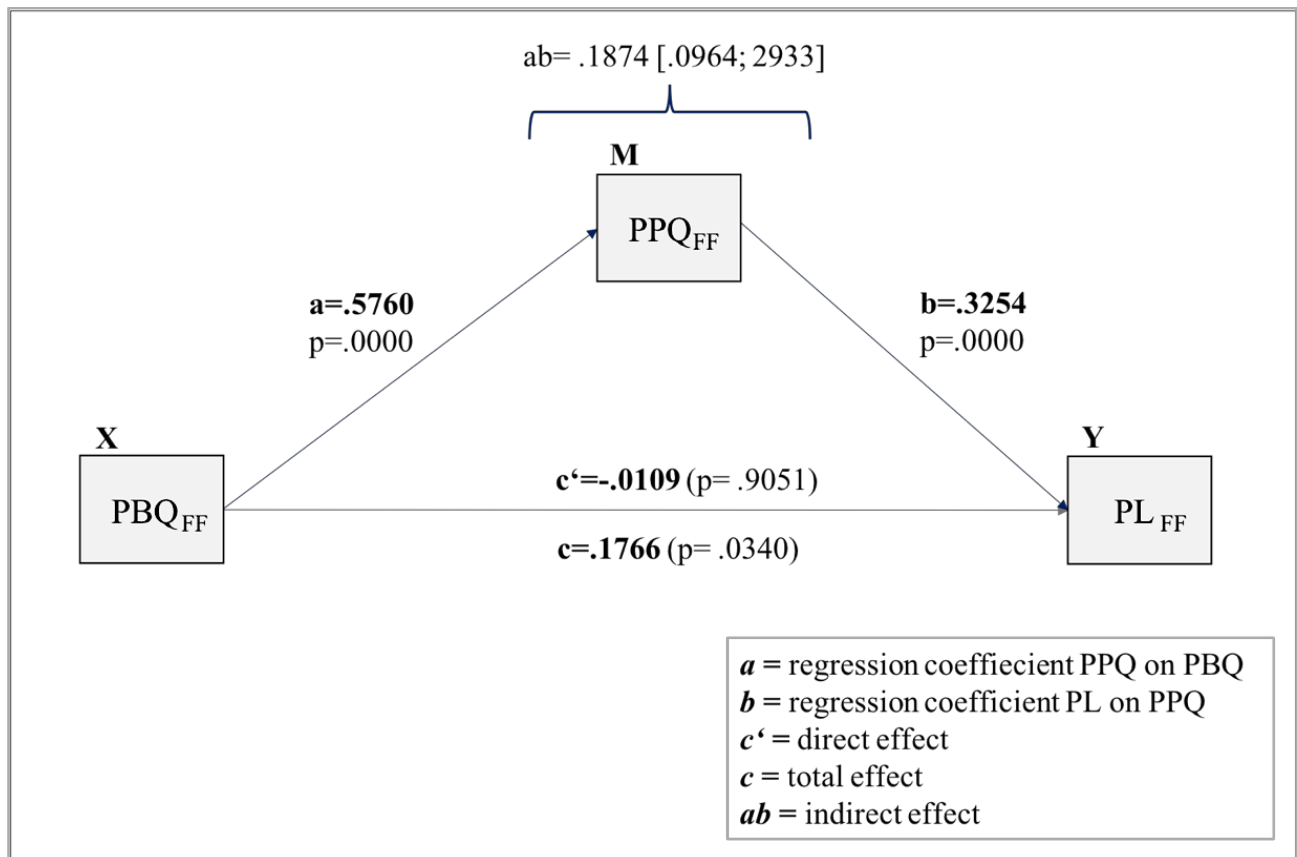 ab= .1874 [.0964; 2933]
M
PPQFF
a=.5760
p=.0000
b=.3254
p=.0000
X
PBQFF
Y
PL FF
c‘=-.0109 (p= .9051)
c=.1766 (p= .0340)
a = regression coeffiecient PPQ on PBQ
b = regression coefficient PL on PPQ
c‘ = direct effect
c = total effect
ab = indirect effect